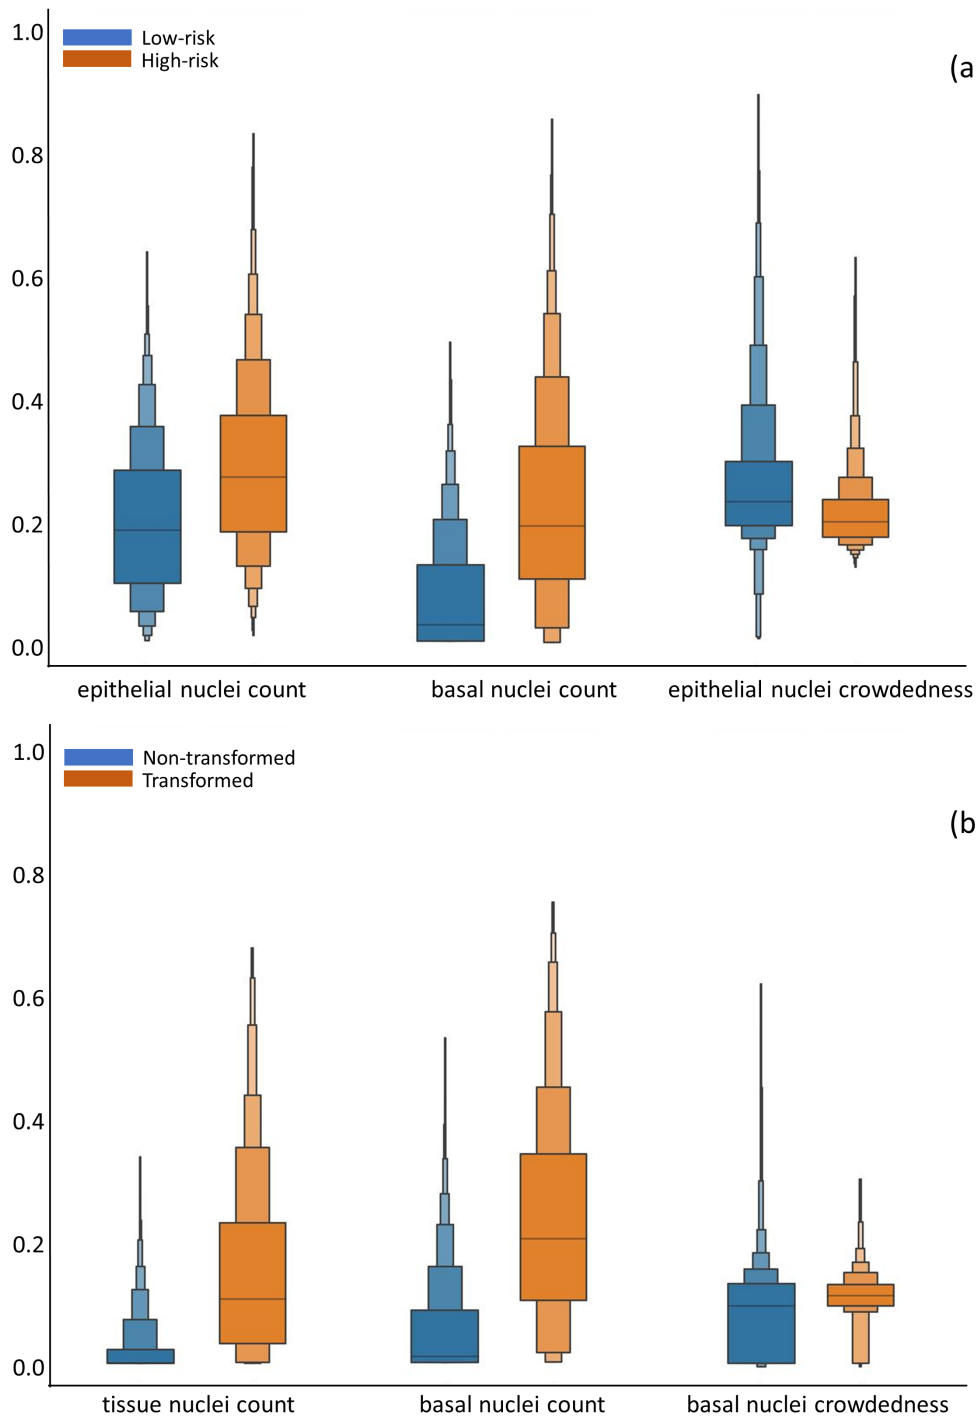 1.0
Low-risk
High-risk
(a
0.8
0.6
0.4
0.2
0.0
epithelial nuclei count
basal nuclei count
epithelial nuclei crowdedness
1.0
Non-transformed
Transformed
(b
0.8
0.6
0.4
0.2
0.0
tissue nuclei count
basal nuclei count
basal nuclei crowdedness